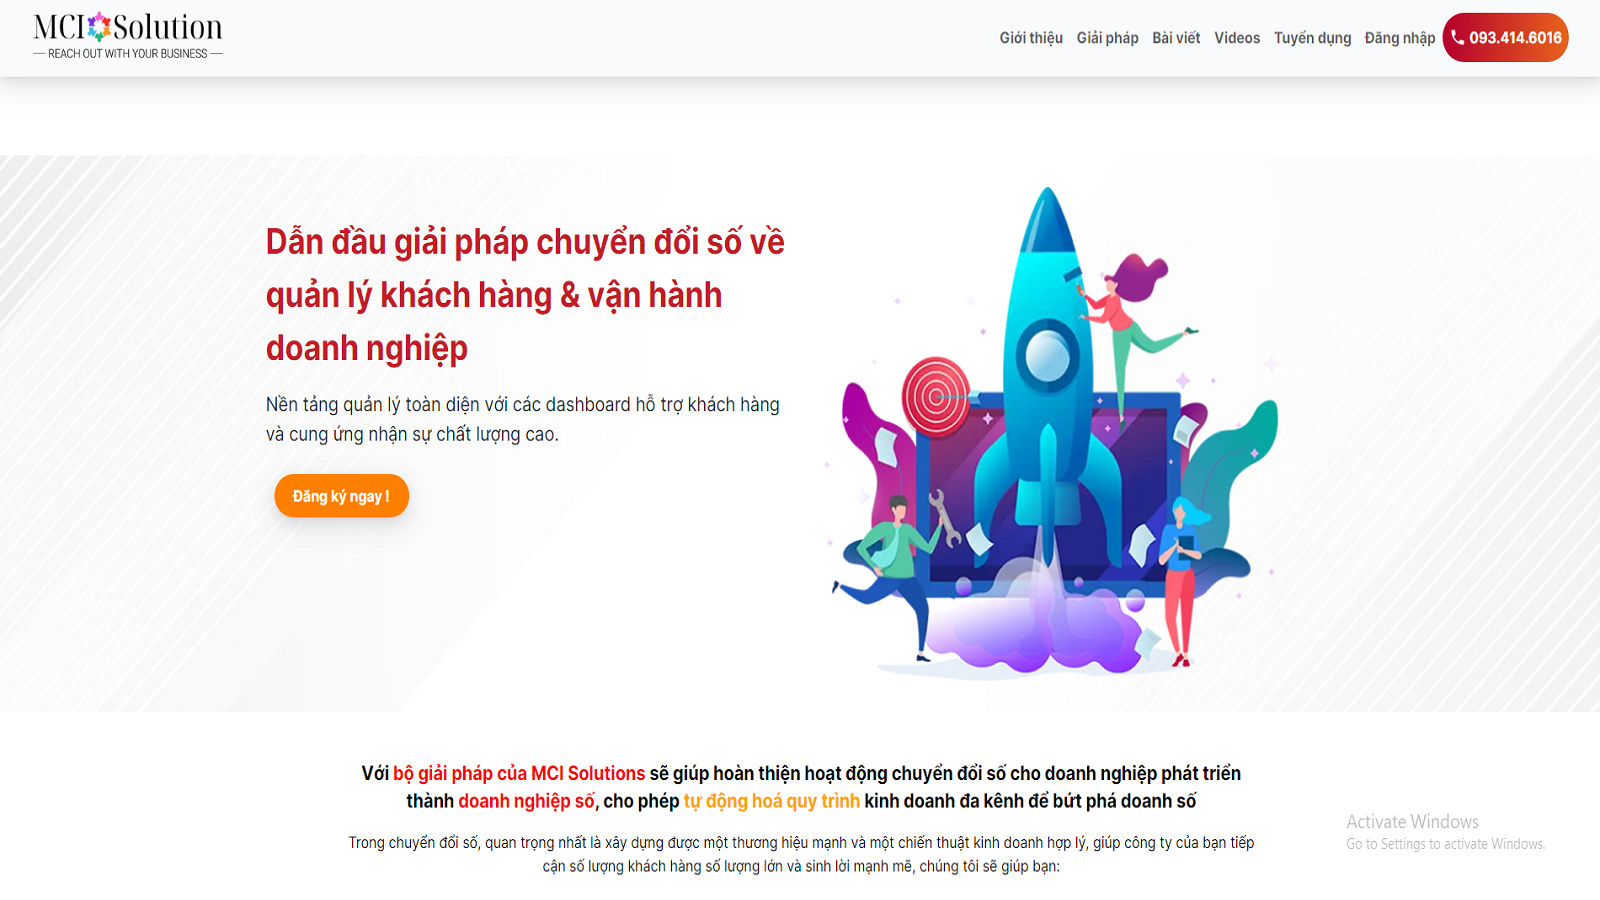 MCI Solution
REACH OUT WITH YOUR BUSINESS
Giới thiệu Giải pháp Bài viết Videos Tuyển dụng Đăng nhập 093.414.6016
Dẫn đầu giải pháp chuyển đổi số về
quản lý khách hàng & vận hành
doanh nghiệp
Nền tảng quản lý toàn diện với các dashboard hỗ trợ khách hàng
và cung ứng nhận sự chất lượng cao.
Đăng ký ngay !
Với bộ giải pháp của MCI Solutions sẽ giúp hoàn thiện hoạt động chuyển đổi số cho doanh nghiệp phát triển
thành doanh nghiệp số, cho phép tự động hoá quy trình kinh doanh đa kênh để bứt phá doanh số
Trong chuyển đổi số, quan trọng nhất là xây dựng được một thương hiệu mạnh và một chiến thuật kinh doanh hợp lý, giúp công ty của bạn tiếp
cận số lượng khách hàng số lượng lớn và sinh lời mạnh mẽ, chúng tôi sẽ giúp bạn:
Activate Windows
Go to Settings to activate Windows.